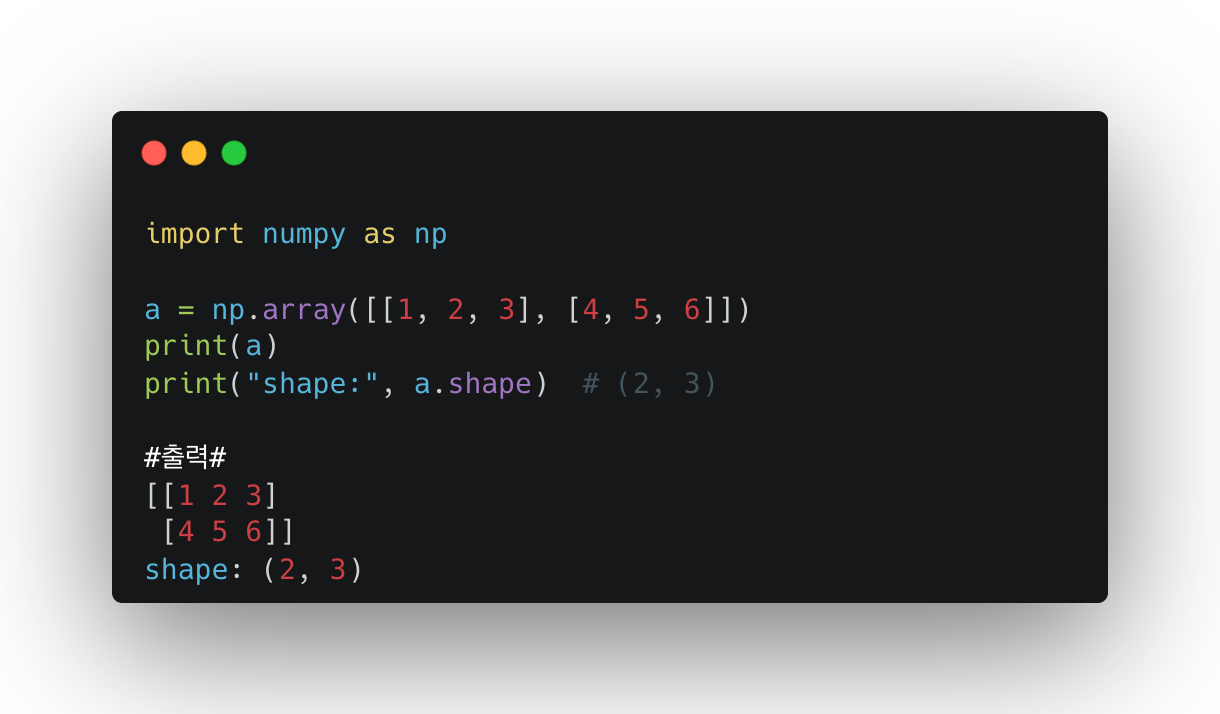 import numpy as np
a = np.array([[1, 2, 3], [4, 5, 6]])
print(a)
print("shape:", a.shape)  # (2, 3)
#출력#
[[1 2 3]
 [4 5 6]]
shape: (2, 3)